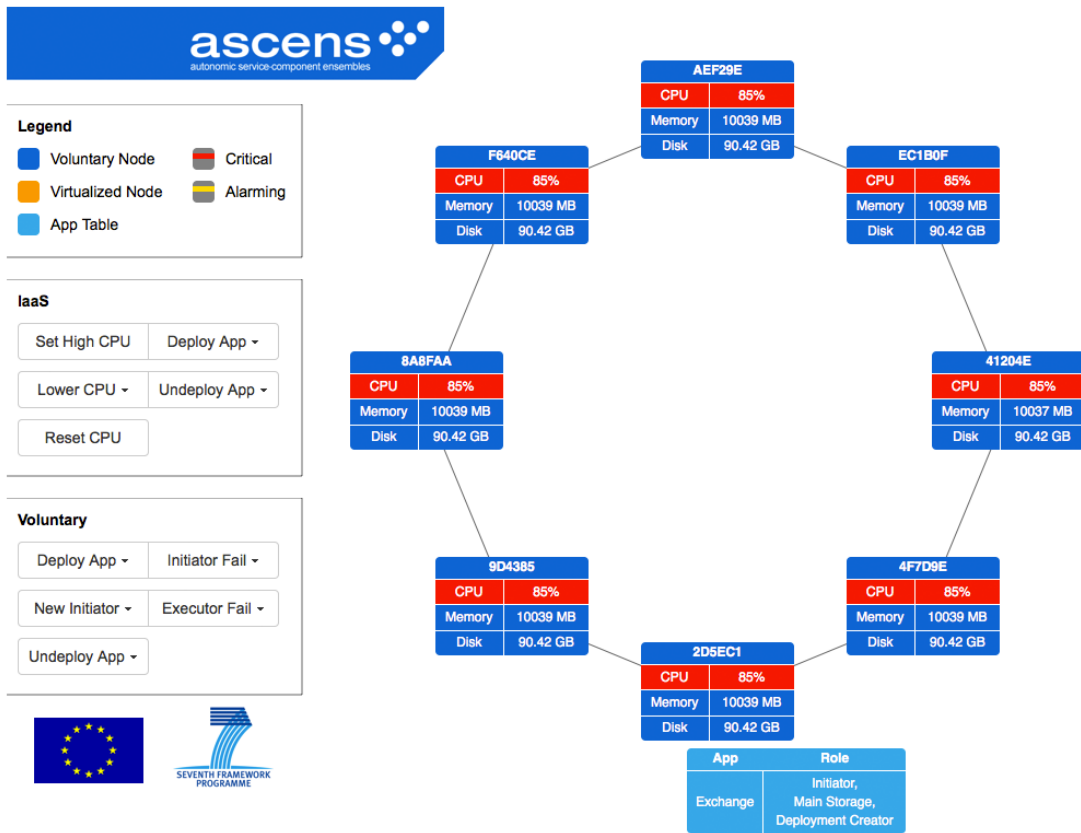 ascens
autonomic service-component ensembles
Legend
Voluntary Node
Critical
Virtualized Node
Alarming
App Table
IaaS
Set High CPU
Deploy App
Lower CPU
Undeploy App
Reset CPU
Voluntary
Deploy App
Initiator Fail
New Initiator
Executor Fail
Undeploy App
SEVENTH FRAMEWORK
PROGRAMME
AEF29E
CPU 85%
Memory 10039 MB
Disk 90.42 GB
F640CE
CPU 85%
Memory 10039 MB
Disk 90.42 GB
EC1B0F
CPU 85%
Memory 10039 MB
Disk 90.42 GB
8A8FAA
CPU 85%
Memory 10039 MB
Disk 90.42 GB
41204E
CPU 85%
Memory 10037 MB
Disk 90.42 GB
9D4385
CPU 85%
Memory 10039 MB
Disk 90.42 GB
4F7D9E
CPU 85%
Memory 10039 MB
Disk 90.42 GB
2D5EC1
CPU 85%
Memory 10039 MB
Disk 90.42 GB
App Role
Exchange
Initiator,
Main Storage,
Deployment Creator